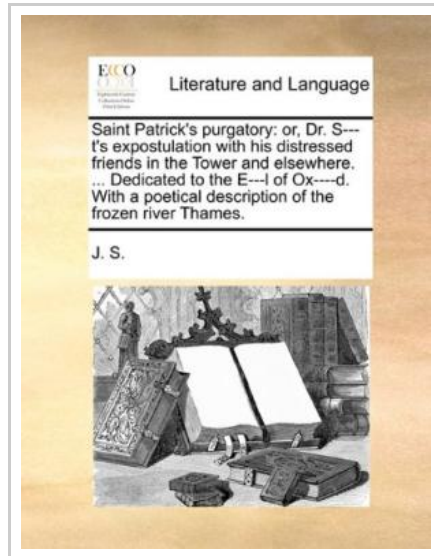 ECCO
Literature and Language
Saint Patrick's purgatory: or, Dr. S---
t's expostulation with his distressed
friends in the Tower and elsewhere.
... Dedicated to the E---l of Ox----d.
With a poetical description of the
frozen river Thames.
J. S.